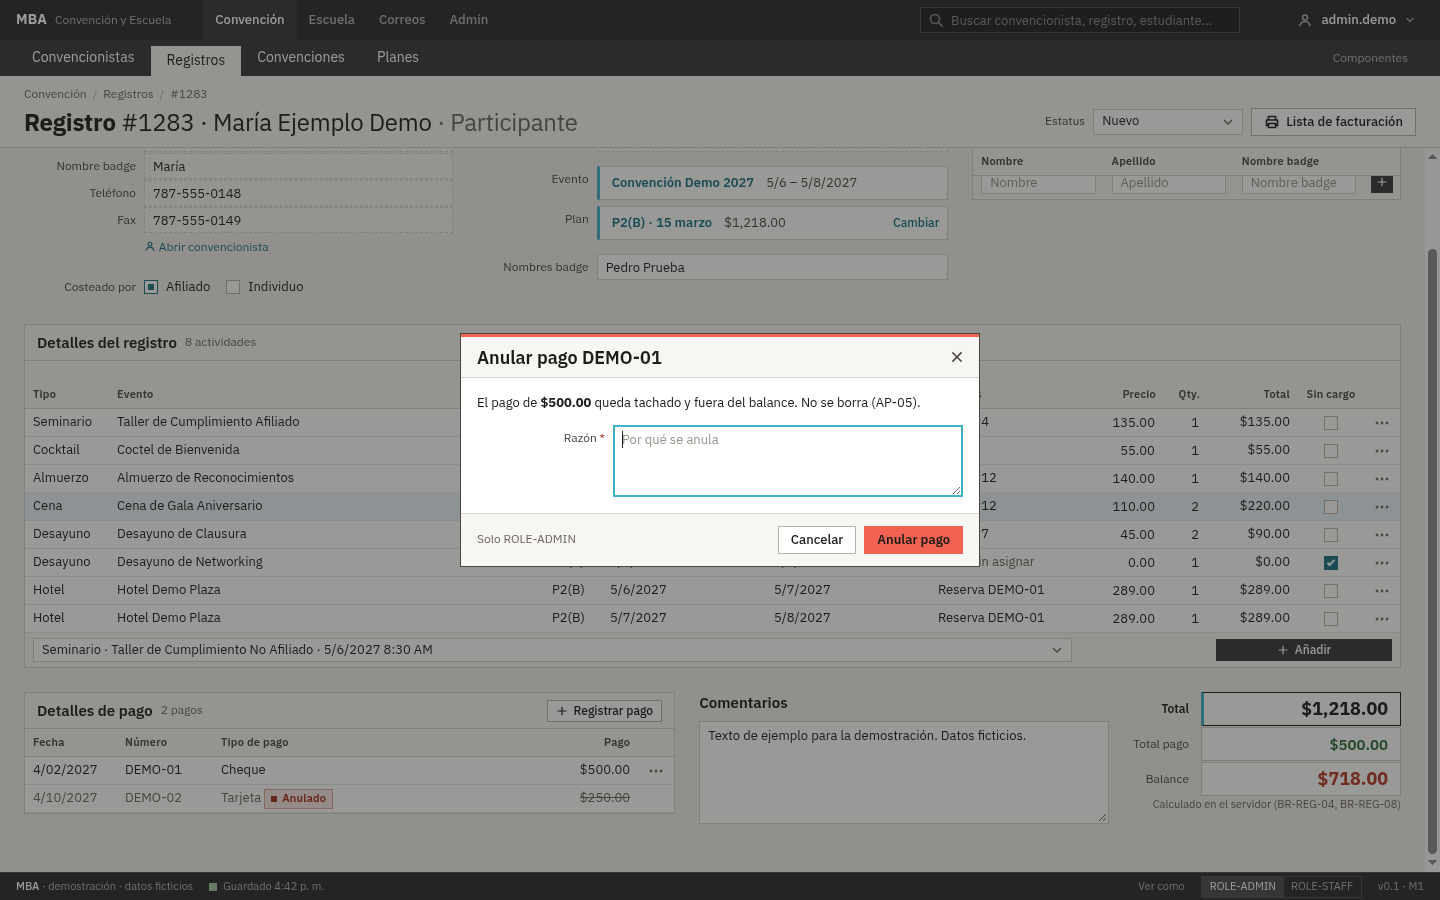 MBA Convención y Escuela Convención Escuela Correos Admin Buscar convencionista, registro, estudiante... admin.demo
Convencionistas Registros Convenciones Planes Componentes
Convención / Registros / #1283
Registro #1283 · María Ejemplo Demo · Participante Estatus Nuevo Lista de facturación
Nombre badge María
Teléfono 787-555-0148
Fax 787-555-0149
Abrir convencionista
Costeado por Afiliado Individuo
Evento Convención Demo 2027 5/6 – 5/8/2027
Plan P2(B) · 15 marzo $1,218.00 Cambiar
Nombres badge Pedro Prueba
Nombre Apellido Nombre badge
Nombre Apellido Nombre badge +
Detalles del registro 8 actividades
Tipo Evento Precio Qty. Total Sin cargo
Seminario Taller de Cumplimiento Afiliado 4 135.00 1 $135.00
Cocktail Coctel de Bienvenida 55.00 1 $55.00
Almuerzo Almuerzo de Reconocimientos 12 140.00 1 $140.00
Cena Cena de Gala Aniversario 12 110.00 2 $220.00
Desayuno Desayuno de Clausura 7 45.00 2 $90.00
Desayuno Desayuno de Networking in asignar 0.00 1 $0.00
Hotel Hotel Demo Plaza P2(B) 5/6/2027 5/7/2027 Reserva DEMO-01 289.00 1 $289.00
Hotel Hotel Demo Plaza P2(B) 5/7/2027 5/8/2027 Reserva DEMO-01 289.00 1 $289.00
Seminario · Taller de Cumplimiento No Afiliado · 5/6/2027 8:30 AM + Añadir
Anular pago DEMO-01
El pago de $500.00 queda tachado y fuera del balance. No se borra (AP-05).
Razón * Por qué se anula
Solo ROLE-ADMIN Cancelar Anular pago
Detalles de pago 2 pagos + Registrar pago
Fecha Número Tipo de pago Pago
4/02/2027 DEMO-01 Cheque $500.00
4/10/2027 DEMO-02 Tarjeta Anulado $250.00
Comentarios
Texto de ejemplo para la demostración. Datos ficticios.
Total $1,218.00
Total pago $500.00
Balance $718.00
Calculado en el servidor (BR-REG-04, BR-REG-08)
MBA · demostración · datos ficticios Guardado 4:42 p. m. Ver como ROLE-ADMIN ROLE-STAFF v0.1 · M1